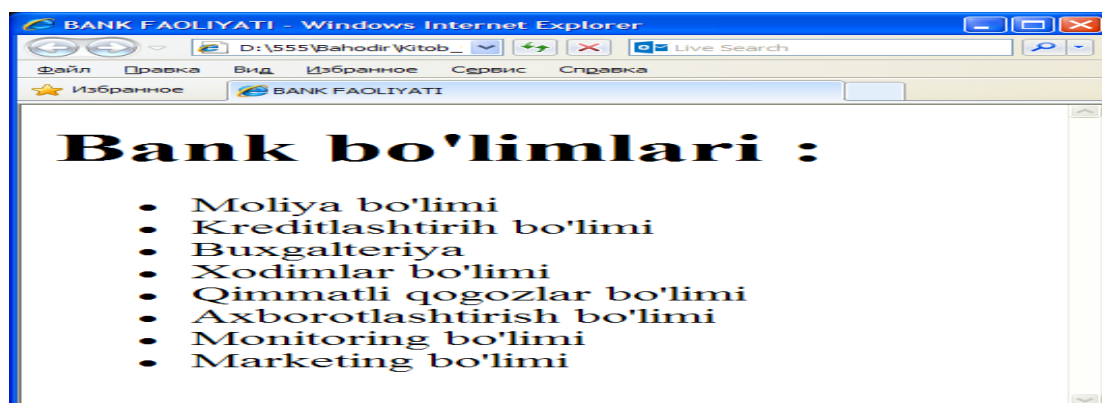 BANK FAOLIYATI - Windows Internet Explorer
D:\555\Bahodir\Kitob_ Live Search
Файл Правка Вид Избранное Сервис Справка
Избранное BANK FAOLIYATI
Bank bo'limlari :
• Moliya bo'limi
• Kreditlashtirih bo'limi
• Buxgalteriya
• Xodimlar bo'limi
• Qimmatli qogozlar bo'limi
• Axborotlashtirish bo'limi
• Monitoring bo'limi
• Marketing bo'limi